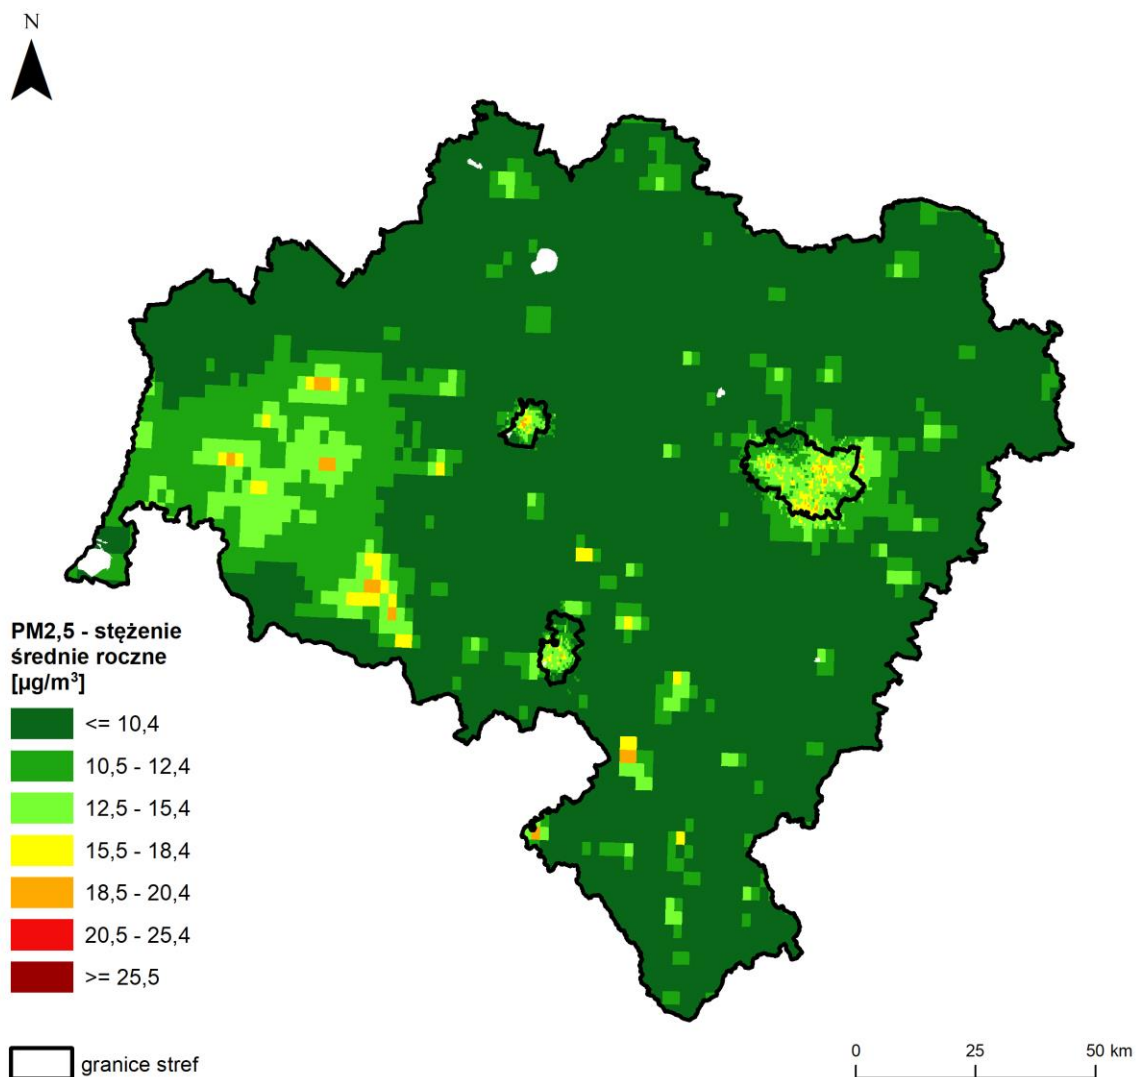 N
PM2,5 - stężenie
średnie roczne
[µg/m³]
<= 10,4
10,5 - 12,4
12,5 - 15,4
15,5 - 18,4
18,5 - 20,4
20,5 - 25,4
>= 25,5
granice stref
0 25 50 km